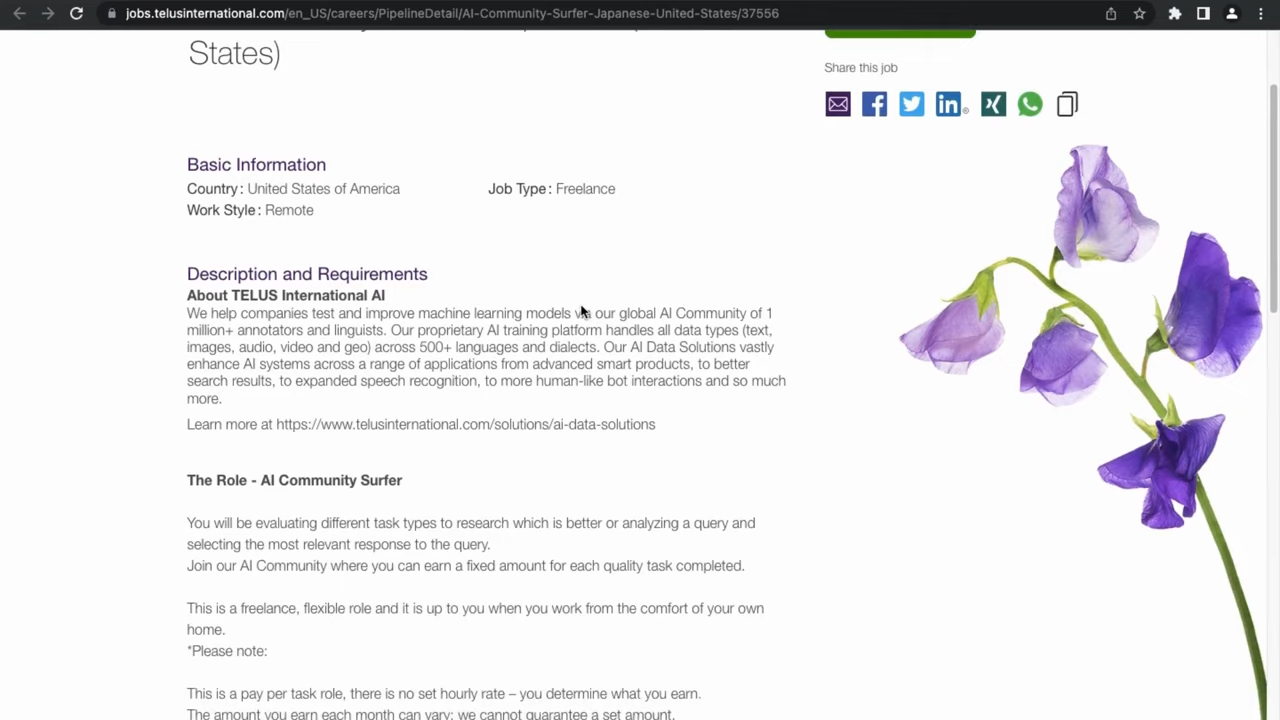 jobs.telusinternational.com/en_US/careers/PipelineDetail/AI-Community-Surfer-Japanese-United-States/37556
States)
Share this job
Basic Information
Country: United States of America
Job Type: Freelance
Work Style: Remote
Description and Requirements
About TELUS International AI
We help companies test and improve machine learning models via our global AI Community of 1
million+ annotators and linguists. Our proprietary AI training platform handles all data types (text,
images, audio, video and geo) across 500+ languages and dialects. Our AI Data Solutions vastly
enhance AI systems across a range of applications from advanced smart products, to better
search results, to expanded speech recognition, to more human-like bot interactions and so much
more.
Learn more at https://www.telusinternational.com/solutions/ai-data-solutions
The Role - AI Community Surfer
You will be evaluating different task types to research which is better or analyzing a query and
selecting the most relevant response to the query.
Join our AI Community where you can earn a fixed amount for each quality task completed.
This is a freelance, flexible role and it is up to you when you work from the comfort of your own
home.
*Please note:
This is a pay per task role, there is no set hourly rate – you determine what you earn.
The amount you earn each month can vary; we cannot guarantee a set amount.